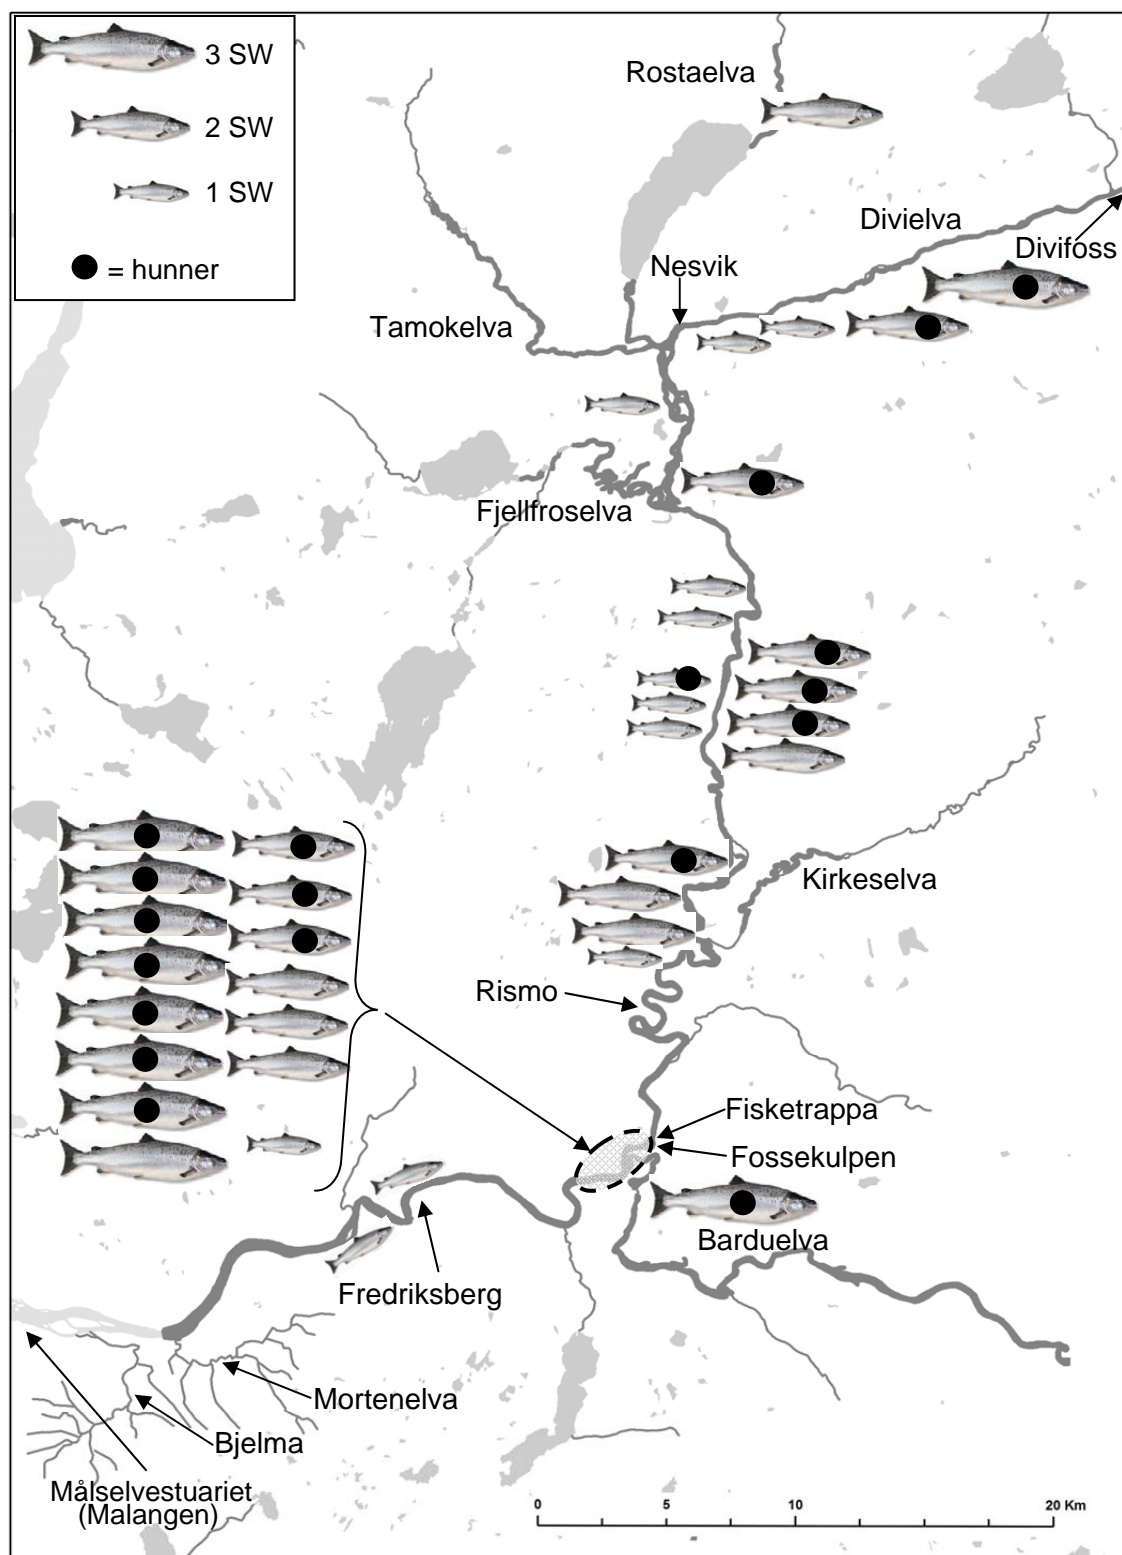 3 SW
2 SW
1 SW
= hunner
Rostaelva
Divielva
Divifoss
Nesvik
Tamokelva
Fjellfroselva
Kirkeselva
Rismo
Fisketrappa
Fossekulpen
Barduelva
Fredriksberg
Mortenelva
Bjelma
Målselvestuariet
(Malangen)
0 5 10 20 Km